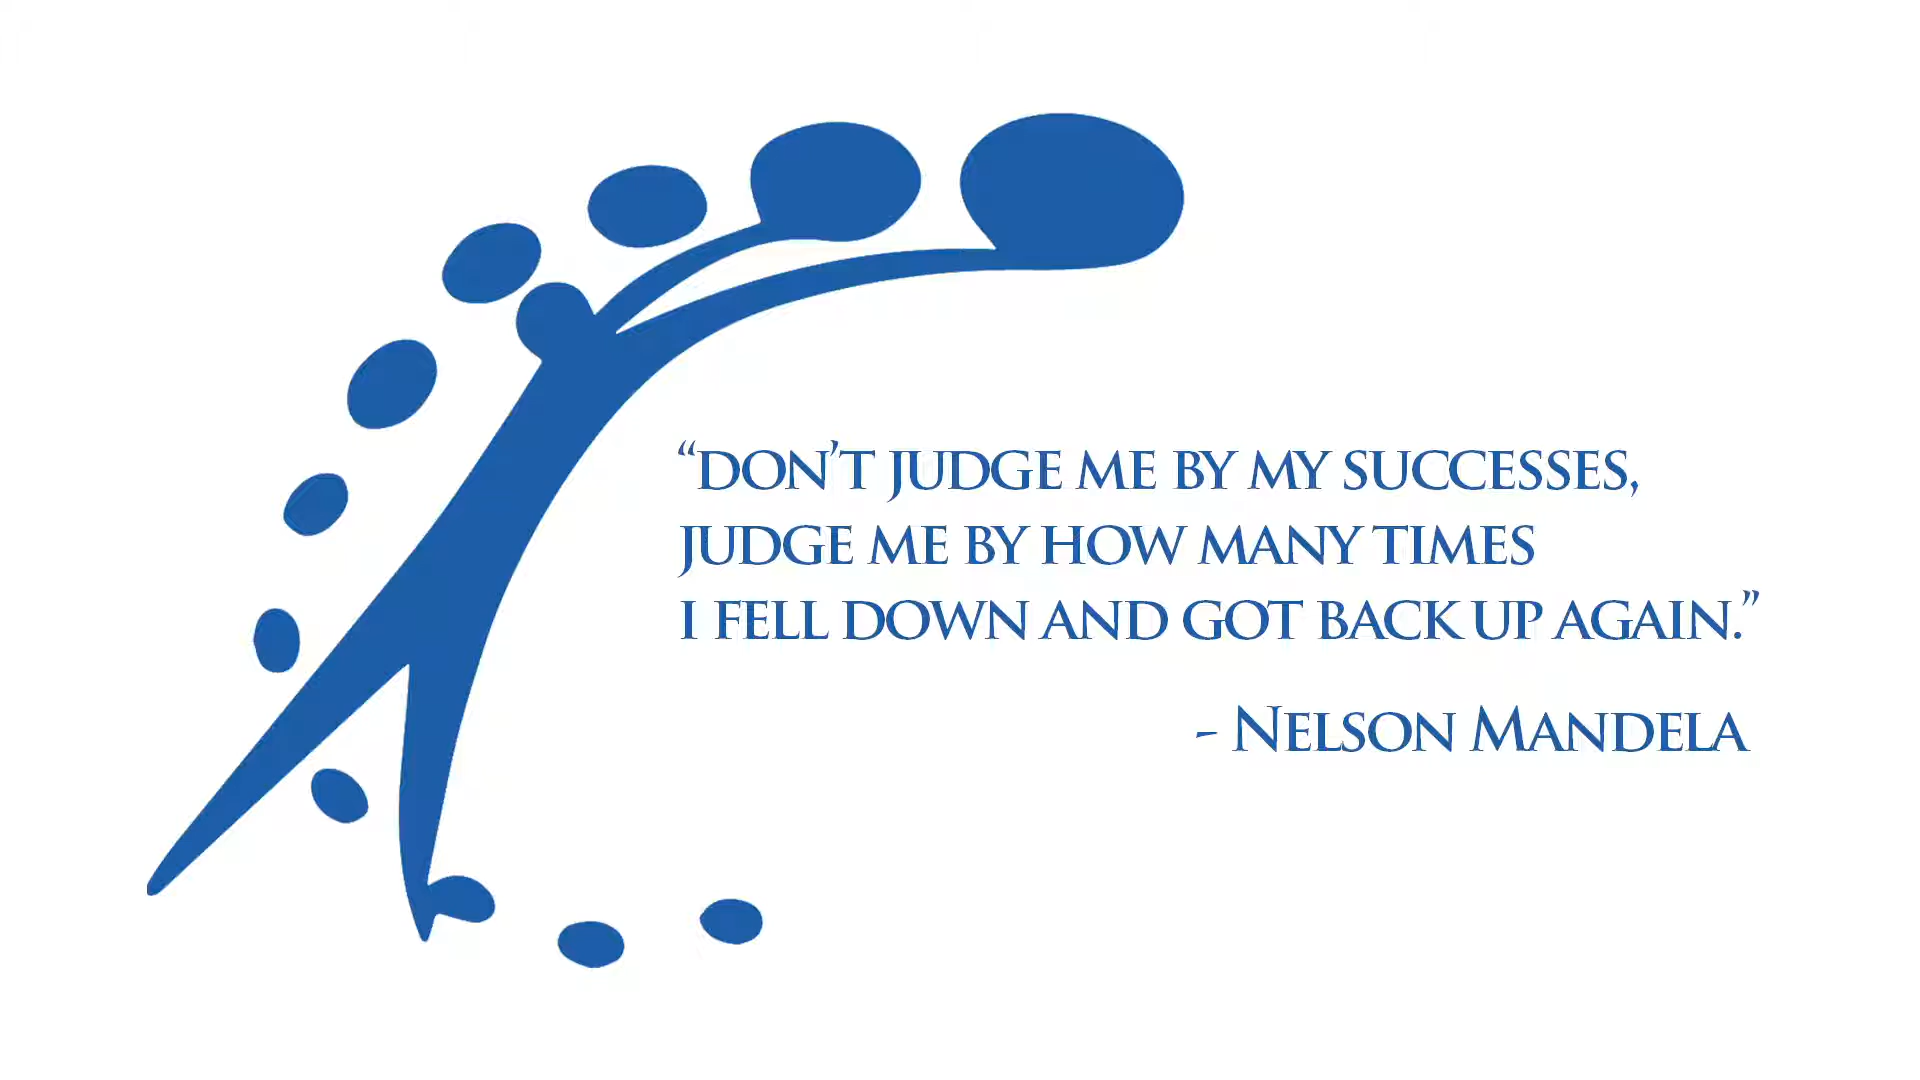 “DON’T JUDGE ME BY MY SUCCESSES,
JUDGE ME BY HOW MANY TIMES
I FELL DOWN AND GOT BACK UP AGAIN.”
- NELSON MANDELA